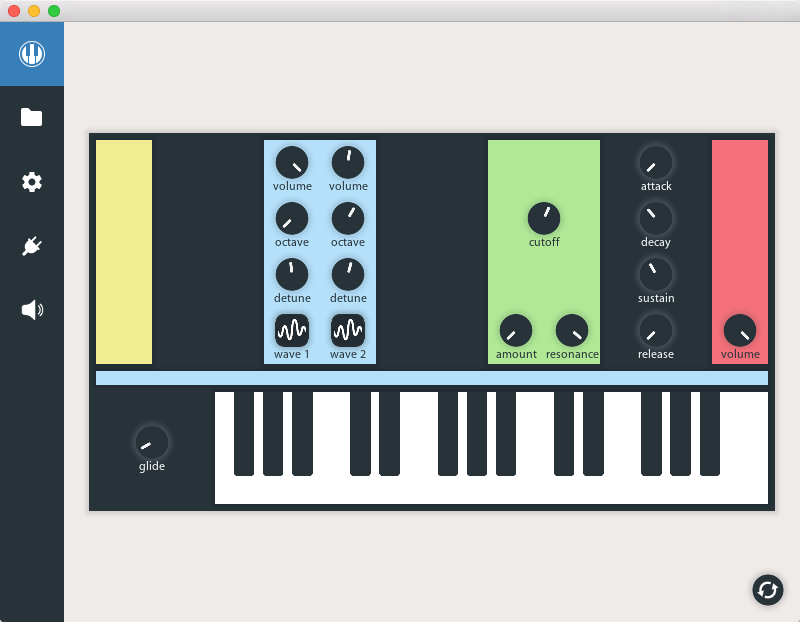 volume volume
octave octave
detune detune
wave 1 wave 2
cutoff
amount resonance
attack
decay
sustain
release
volume
glide